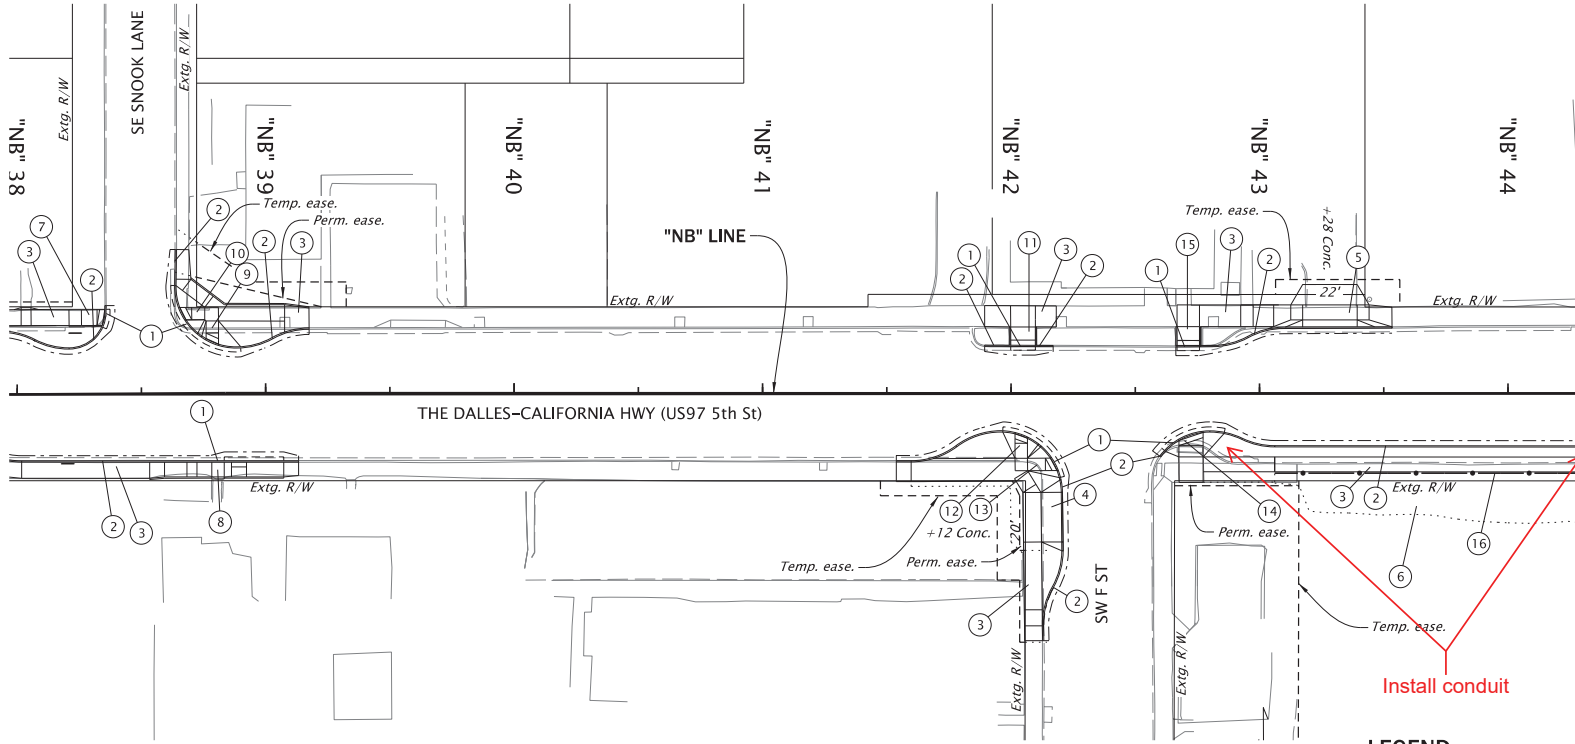 SE SNOOK LANE
Extg. R/W
Extg. R/W
"NB" 38
"NB" 39
"NB" 40
"NB" 41
"NB" 42
"NB" 43
"NB" 44
2
Temp. ease.
Perm. ease.
7
3
2
10
9
2
3
1
"NB" LINE
Extg. R/W
1
2
11
3
2
Temp. ease.
+28 Conc.
1
15
3
2
5
22'
Extg. R/W
THE DALLES-CALIFORNIA HWY (US97 5th St)
1
Extg. R/W
2
3
8
1
2
4
12
13
+12 Conc.
20'
Temp. ease.
Perm. ease.
3
2
SW F ST
Extg. R/W
Extg. R/W
14
Perm. ease.
3
2
Extg. R/W
16
6
Temp. ease.
Install conduit
LEGEND